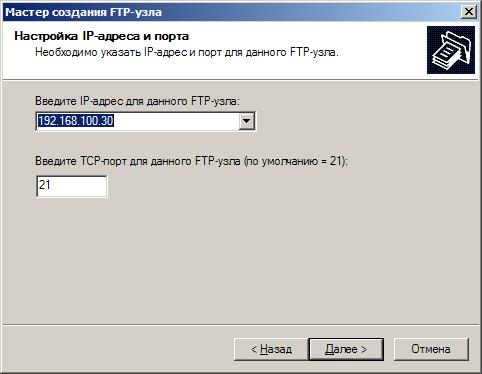 Мастер создания FTP-узла
Настройка IP-адреса и порта
Необходимо указать IP-адрес и порт для данного FTP-узла.
Введите IP-адрес для данного FTP-узла:
192.168.100.30
Введите TCP-порт для данного FTP-узла (по умолчанию = 21):
21
< Назад
Далее >
Отмена